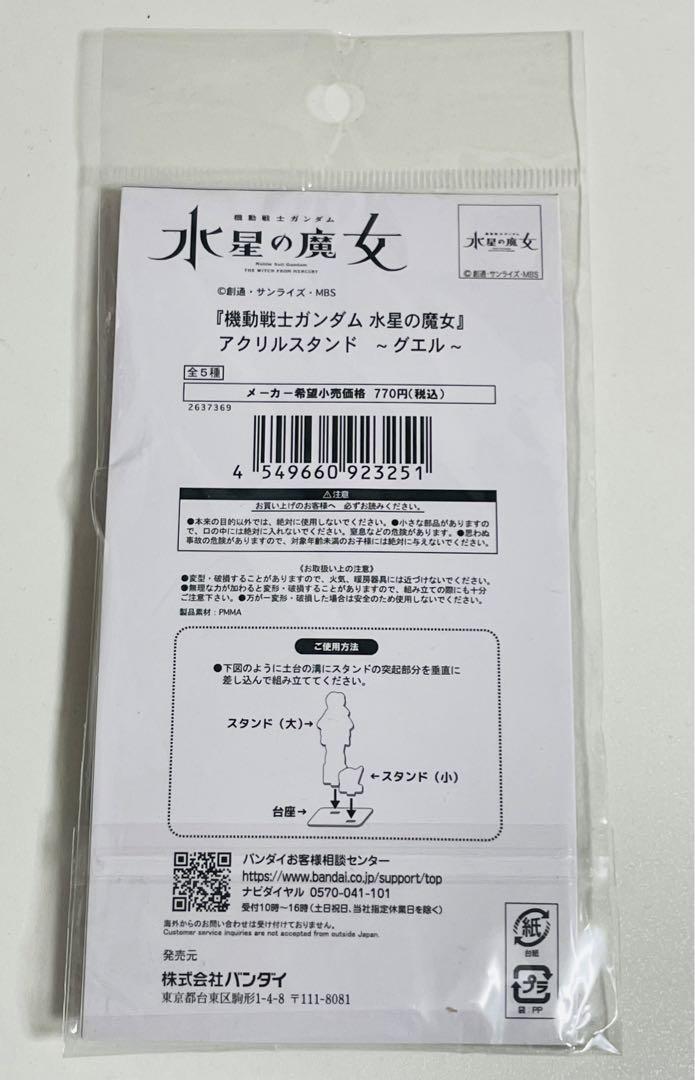 機動戦士ガンダム
水星の魔女
Mobile Suit Gundam
THE WITCH FROM MERCURY
©創通・サンライズ・MBS
水星の魔女
©創通・サンライズ・MBS
『機動戦士ガンダム 水星の魔女』
アクリルスタンド ～グエル～
全5種
メーカー希望小売価格 770円(税込)
2637369
4 549660 923251
⚠注意
お買い上げのお客様へ 必ずお読みください。
●本来の目的以外では、絶対に使用しないでください。●小さな部品がありますの
で、口の中には絶対に入れないでください。窒息などの危険があります。●思わぬ
事故の危険がありますので、対象年齢未満のお子様には絶対に与えないでください。
《お取扱い上の注意》
●変型・破損することがありますので、火気、暖房器具には近づけないでください。
●無理な力が加わると変形・破損することがありますので、組み立ての際にも十分
ご注意下さい。●万が一変形・破損した場合は安全のため使用しないでください。
製品素材：PMMA
ご使用方法
●下図のように土台の溝にスタンドの突起部分を垂直に
差し込んで組み立ててください。
スタンド（大）→
←スタンド（小）
台座→
バンダイお客様相談センター
https://www.bandai.co.jp/support/top
ナビダイヤル 0570-041-101
受付10時～16時(土日祝日、当社指定休業日を除く)
海外からのお問い合わせは受け付けておりません。
Customer service inquiries are not accepted from outside Japan.
発売元
株式会社バンダイ
東京都台東区駒形1-4-8 〒111-8081
紙
台紙
プラ
袋：PP